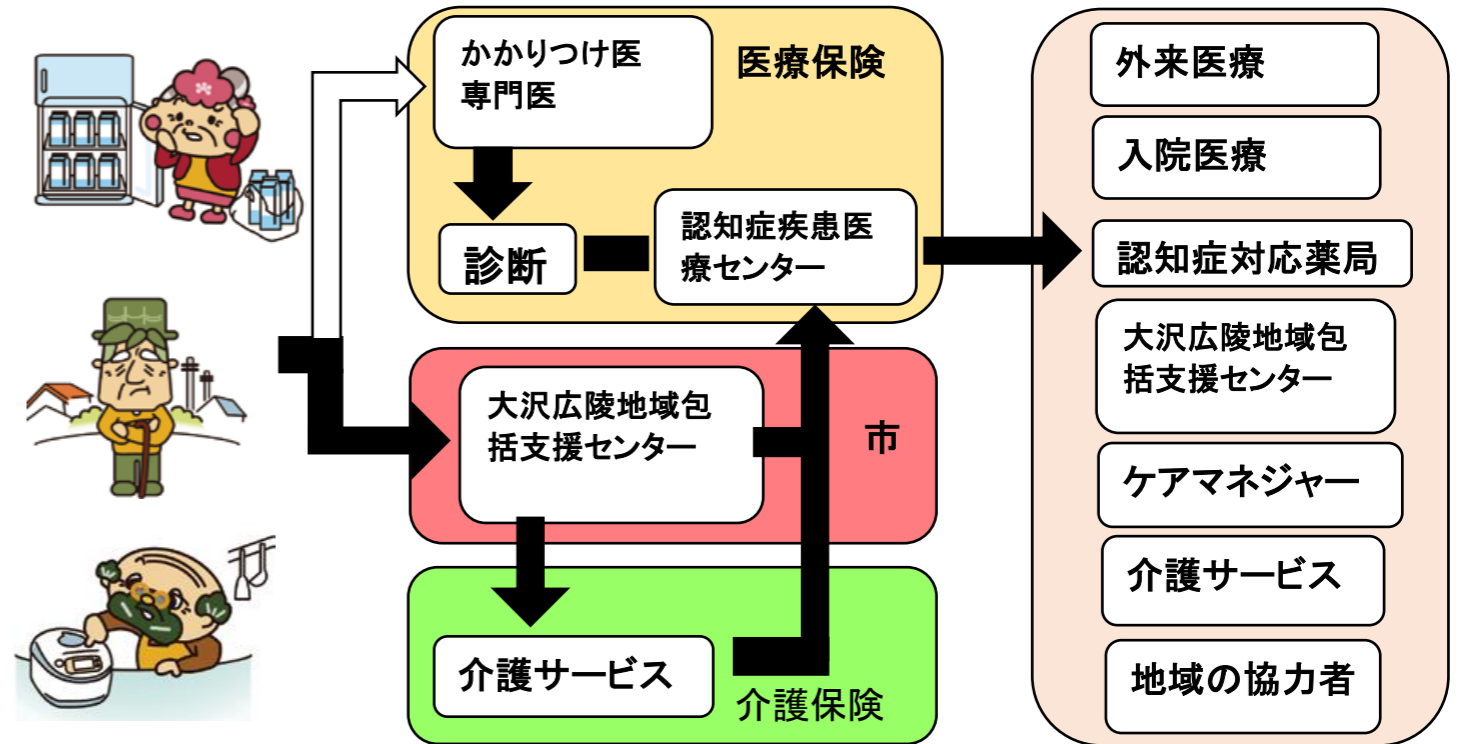 かかりつけ医
専門医
医療保険
診断
認知症疾患医
療センター
大沢広陵地域包
括支援センター
市
介護サービス
介護保険
外来医療
入院医療
認知症対応薬局
大沢広陵地域包
括支援センター
ケアマネジャー
介護サービス
地域の協力者